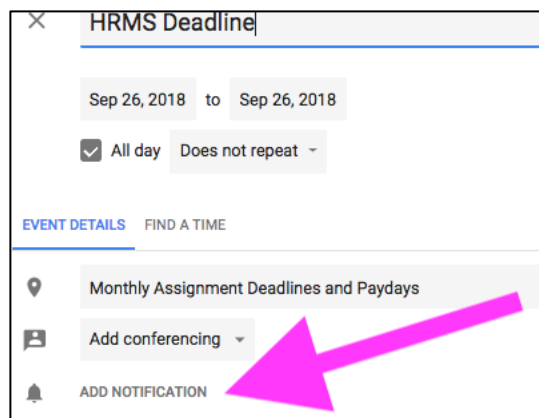 HRMS Deadline
Sep 26, 2018 to Sep 26, 2018
All day Does not repeat
EVENT DETAILS FIND A TIME
Monthly Assignment Deadlines and Paydays
Add conferencing
ADD NOTIFICATION